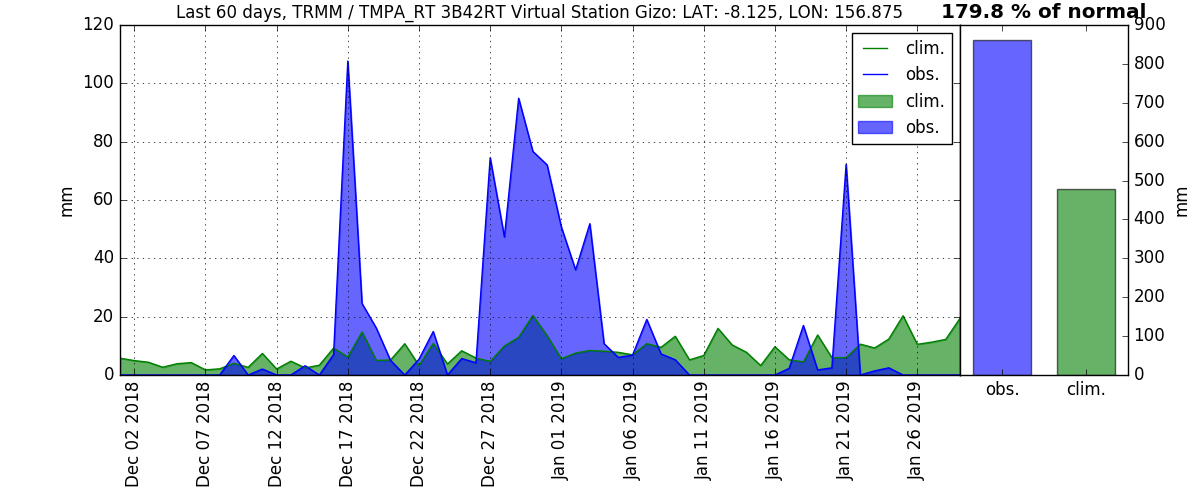 Last 60 days, TRMM / TMPA_RT 3B42RT Virtual Station Gizo: LAT: -8.125, LON: 156.875
179.8 % of normal
mm
120
100
80
60
40
20
0
clim.
obs.
clim.
obs.
Dec 02 2018
Dec 07 2018
Dec 12 2018
Dec 17 2018
Dec 22 2018
Dec 27 2018
Jan 01 2019
Jan 06 2019
Jan 11 2019
Jan 16 2019
Jan 21 2019
Jan 26 2019
900
800
700
600
500
400
300
200
100
0
mm
obs.
clim.